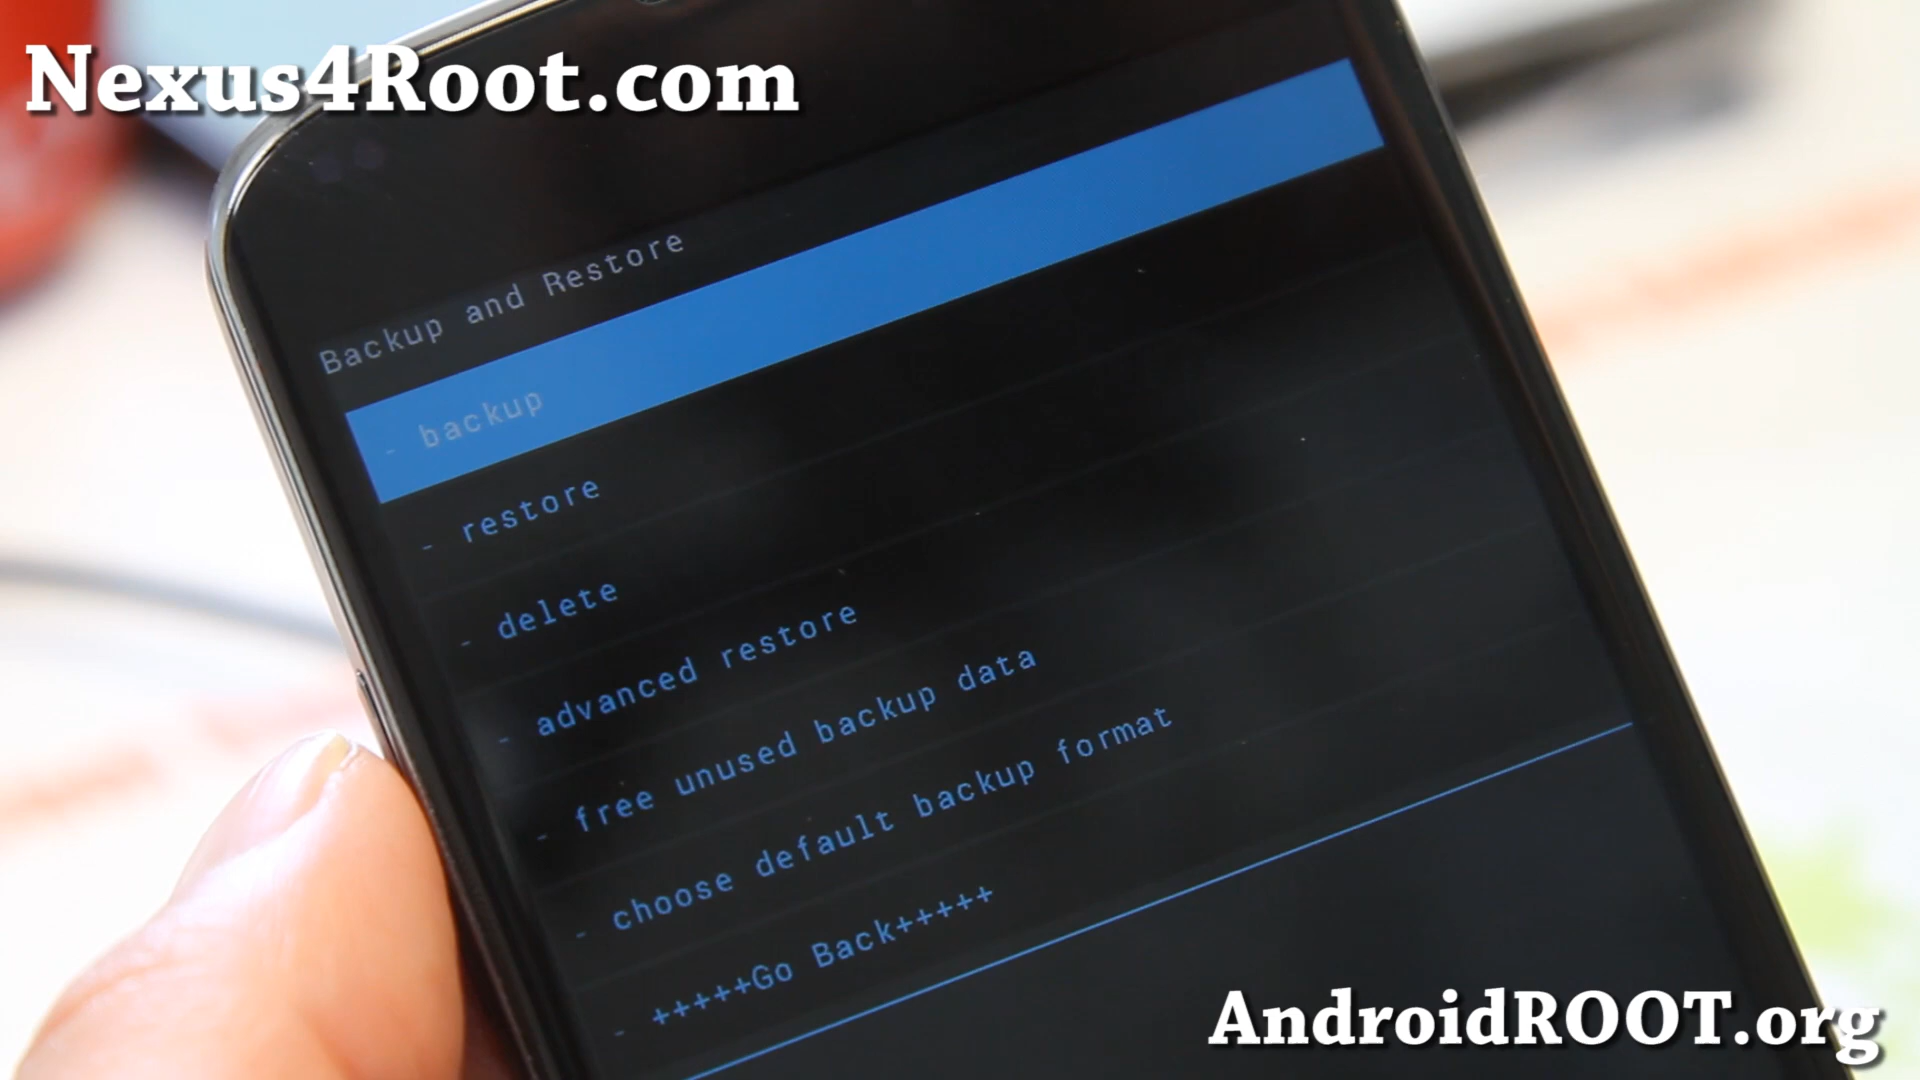 Nexus4Root.com
Backup and Restore
- backup
- restore
- delete
- advanced restore
- free unused backup data
- choose default backup format
- +++++Go Back+++++
AndroidROOT.org